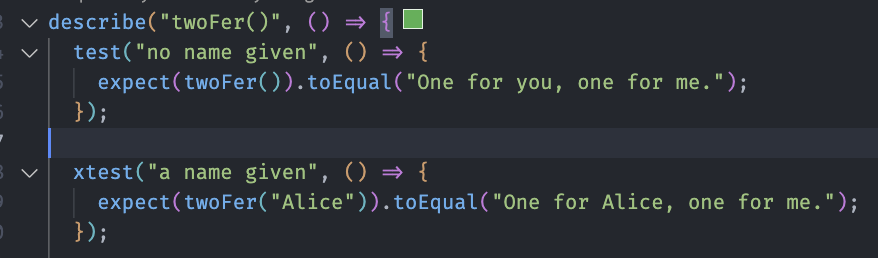 describe("twoFer()", () => {
test("no name given", () => {
expect(twoFer()).toEqual("One for you, one for me.");
});
xtest("a name given", () => {
expect(twoFer("Alice")).toEqual("One for Alice, one for me.");
});